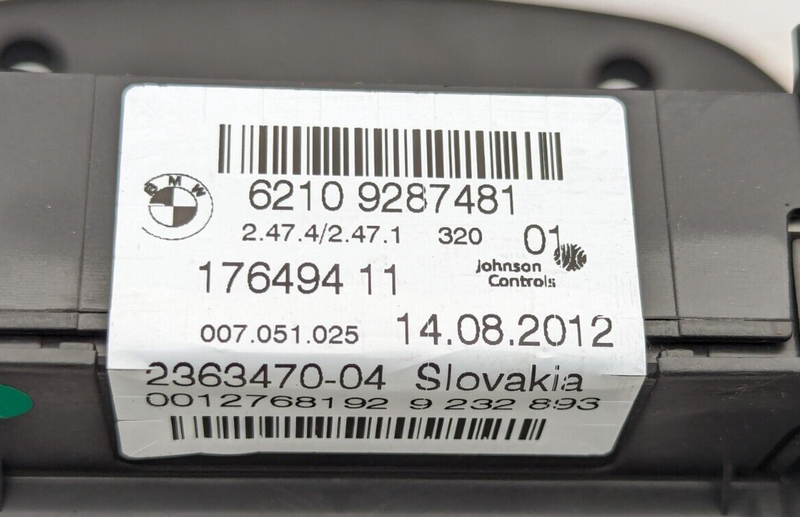 BMW
6210 9287481
2.47.4/2.47.1 320 01
Johnson
Controls
176494 11
007.051.025 14.08.2012
2363470-04 Slovakia
0012768192 9 232 893